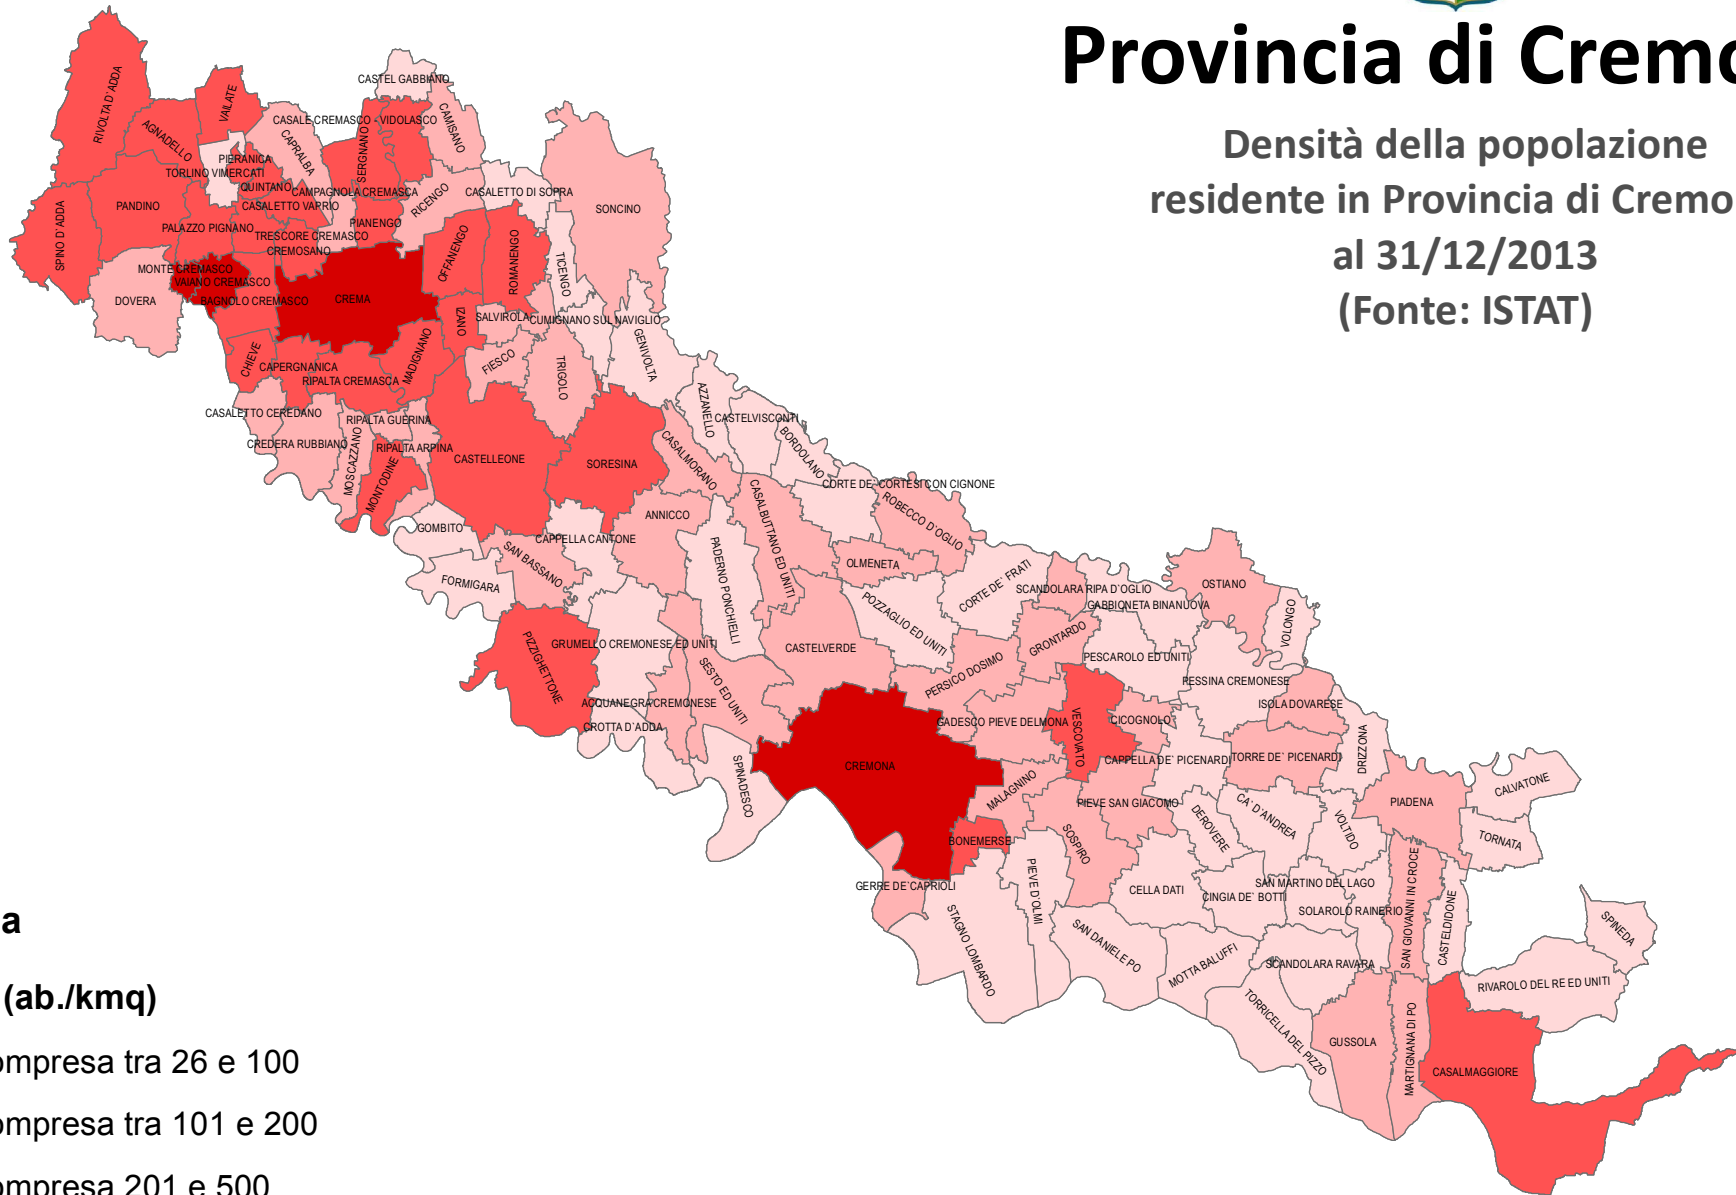 Provincia di Cremo
Densità della popolazione
residente in Provincia di Cremo
al 31/12/2013
(Fonte: ISTAT)
CASTEL GABBIANO
RIVOLTA D'ADDA
VAILATE
CASALE CREMASCO - VIDOLASCO
CAMISANO
AGNADELLO
CAPRALBA
SERGNANO
PIERANICA
TORLINO VIMERCATI
QUINTANO
CAMPAGNOLA CREMASCA
RICENGO
CASALETTO DI SOPRA
SONCINO
PANDINO
CASALETTO VAPRIO
PIANENGO
PALAZZO PIGNANO
TRESCORE CREMASCO
CREMOSANO
SPINO D'ADDA
OFFANENGO
ROMANENGO
TICENGO
MONTE CREMASCO
VAIANO CREMASCO
DOVERA
BAGNOLO CREMASCO
CREMA
IZANO
SALVIROLA
CUMIGNANO SUL NAVIGLIO
GENIVOLTA
CHIEVE
CAPERGNANICA
MADIGNANO
FIESCO
TRIGOLO
RIPALTA CREMASCA
CASALETTO CEREDANO
RIPALTA GUERINA
AZZANELLO
CASTELVISCONTI
CREDERA RUBBIANO
MOSCAZZANO
RIPALTA ARPINA
CASTELLEONE
SORESINA
CASALMORANO
BORDOLANO
MONTODINE
CORTE DE' CORTESI CON CIGNONE
GOMBITO
ANNICCO
CASALBUTTANO ED UNITI
ROBECCO D'OGLIO
CAPPELLA CANTONE
SAN BASSANO
PADERNO PONCHIELLI
OLMENETA
FORMIGARA
CORTE DE' FRATI
SCANDOLARA RIPA D'OGLIO
OSTIANO
GABBIONETA BINANUOVA
POZZAGLIO ED UNITI
VOLONGO
PIZZIGHETTONE
GRUMELLO CREMONESE ED UNITI
CASTELVERDE
GRONTARDO
PESCAROLO ED UNITI
SESTO ED UNITI
PERSICO DOSIMO
PESSINA CREMONESE
ACQUANEGRA CREMONESE
ISOLA DOVARESE
CROTTA D'ADDA
GADESCO PIEVE DELMONA
VESCOVATO
CICOGNOLO
DRIZZONA
CREMONA
CAPPELLA DE' PICENARDI
TORRE DE' PICENARDI
SPINADESCO
MALAGNINO
CALVATONE
PIEVE SAN GIACOMO
PIADENA
CA' D'ANDREA
DEROVERE
VOLTIDO
BONEMERSE
SOSPIRO
TORNATA
GERRE DE'CAPRIOLI
PIEVE D'OLMI
CELLA DATI
SAN MARTINO DEL LAGO
CINGIA DE' BOTTI
SAN GIOVANNI IN CROCE
SOLAROLO RAINERIO
CASTELDIDONE
SPINEDA
STAGNO LOMBARDO
SAN DANIELE PO
MOTTA BALUFFI
SCANDOLARA RAVARA
RIVAROLO DEL RE ED UNITI
TORRICELLA DEL PIZZO
GUSSOLA
MARTIGNANA DI PO
CASALMAGGIORE
a
(ab./kmq)
ompresa tra 26 e 100
ompresa tra 101 e 200
ompresa 201 e 500